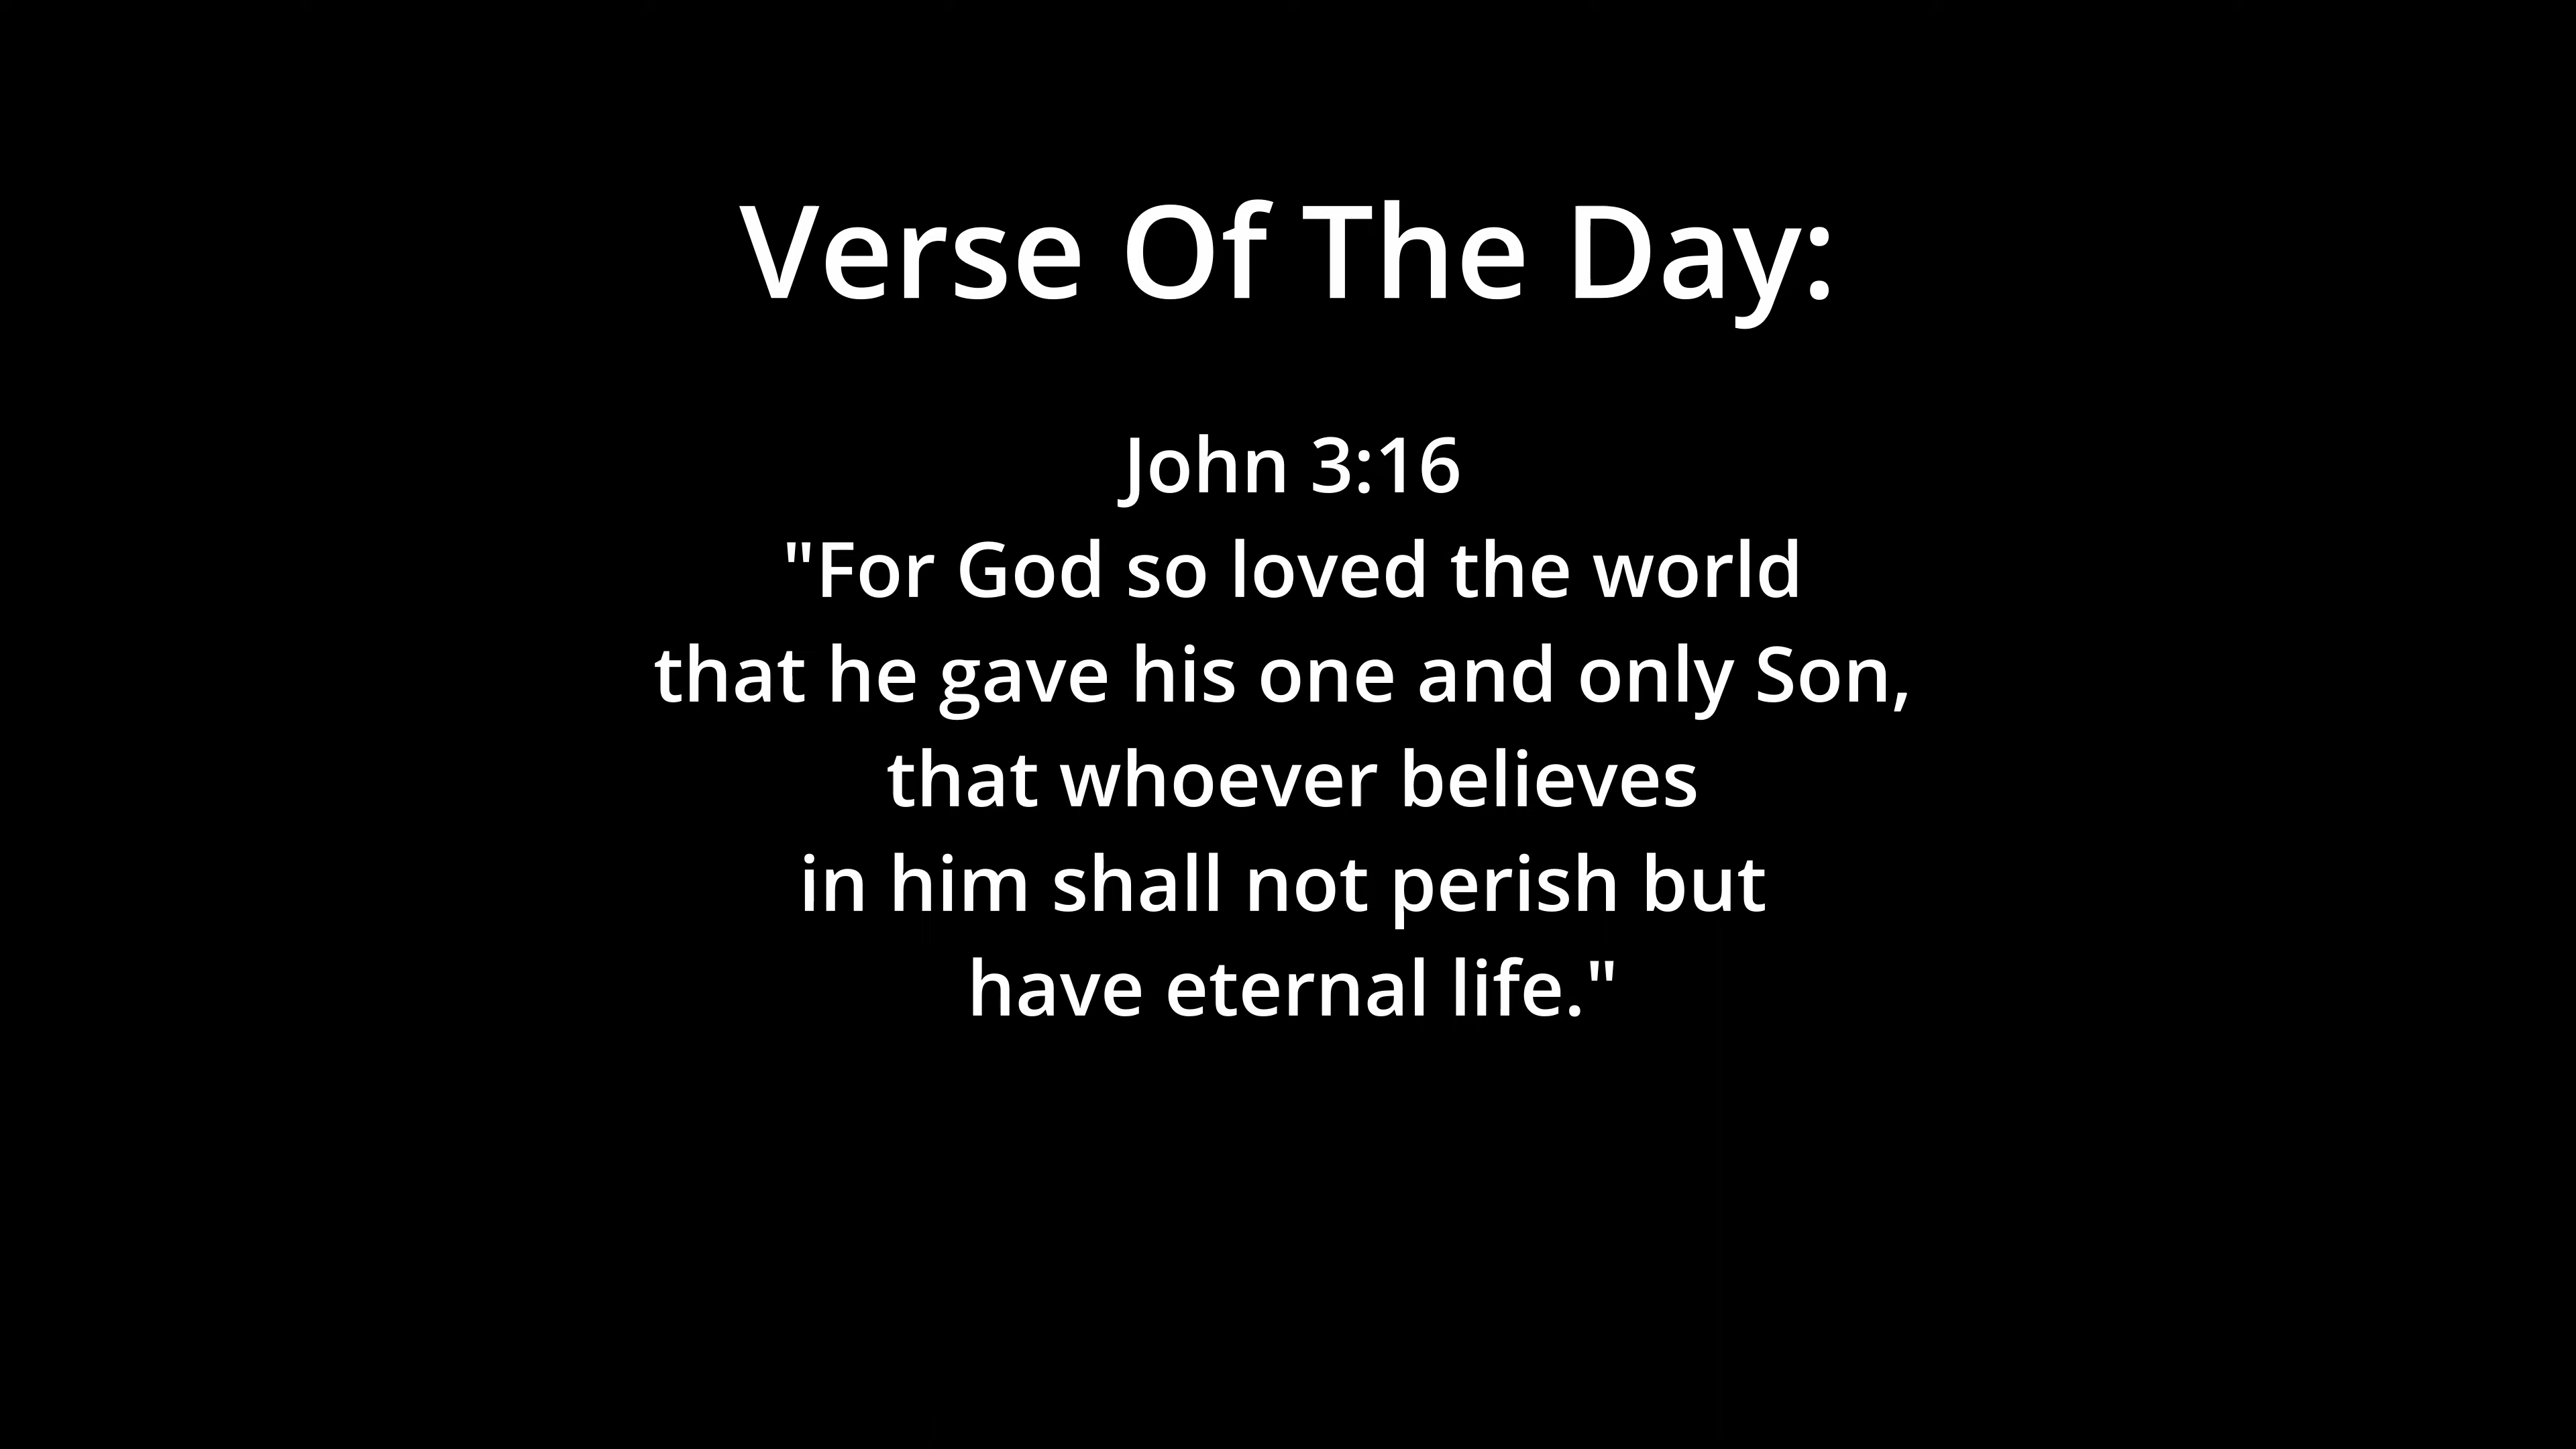 Verse Of The Day:
John 3:16
"For God so loved the world
that he gave his one and only Son,
that whoever believes
in him shall not perish but
have eternal life."